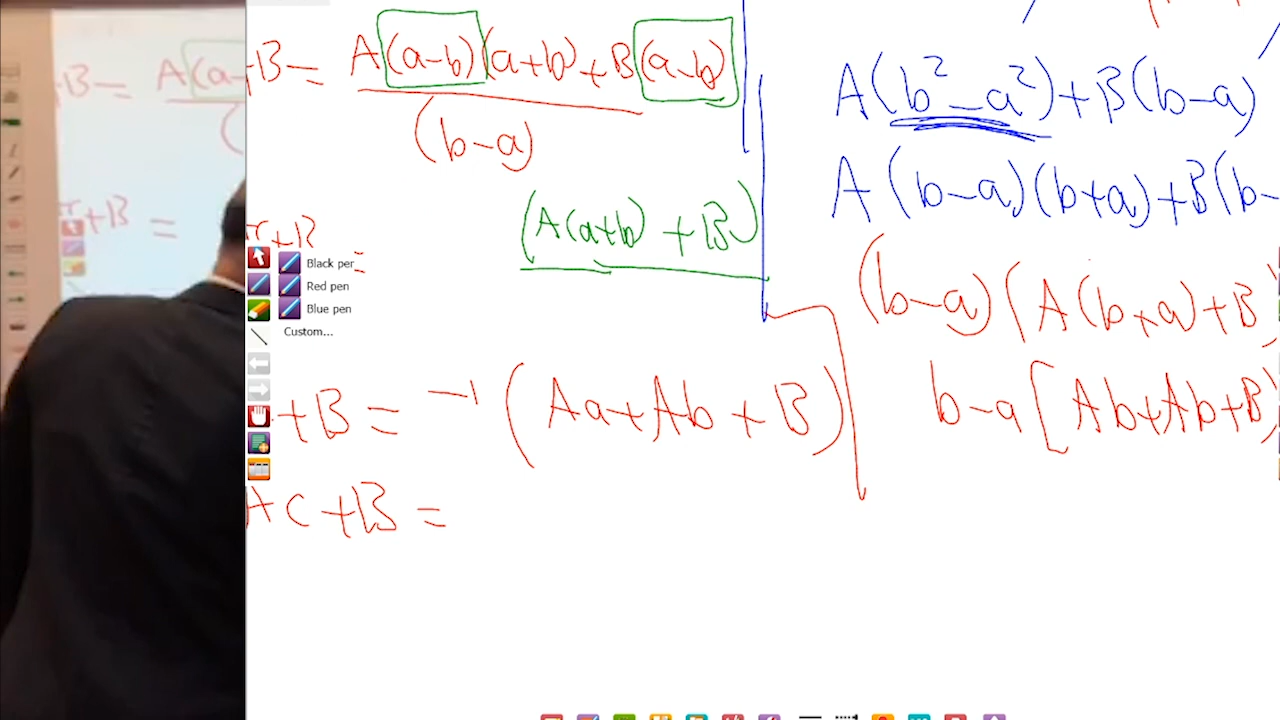 +B = A(a-b)(a+b)+B(a-b)
(b-a)
(A(a+b) + B)
+B =
Black pen
Red pen
Blue pen
Custom...
+B = -1 (Aa+Ab+B)
Ac+B =
A(b²-a²)+B(b-a)
A(b-a)(b+a)+B(b-
(b-a)(A(b+a)+B)
b-a[Ab+Ab+B)